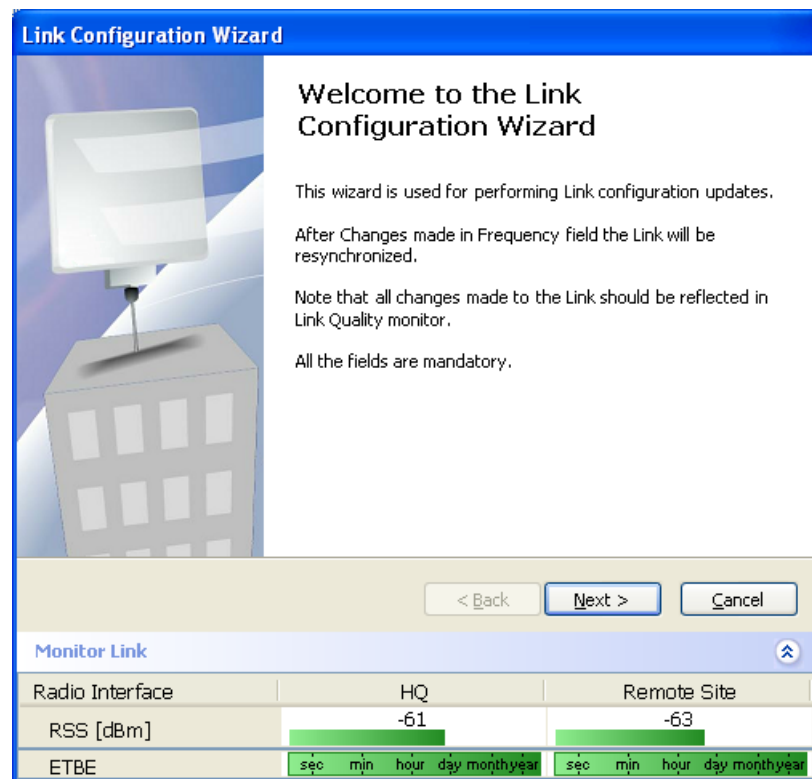 Link Configuration Wizard
Welcome to the Link
Configuration Wizard
This wizard is used for performing Link configuration updates.
After Changes made in Frequency field the Link will be
resynchronized.
Note that all changes made to the Link should be reflected in
Link Quality monitor.
All the fields are mandatory.
< Back Next > Cancel
Monitor Link
Radio Interface HQ Remote Site
RSS [dBm] -61 -63
ETBE sec min hour day month year sec min hour day month year